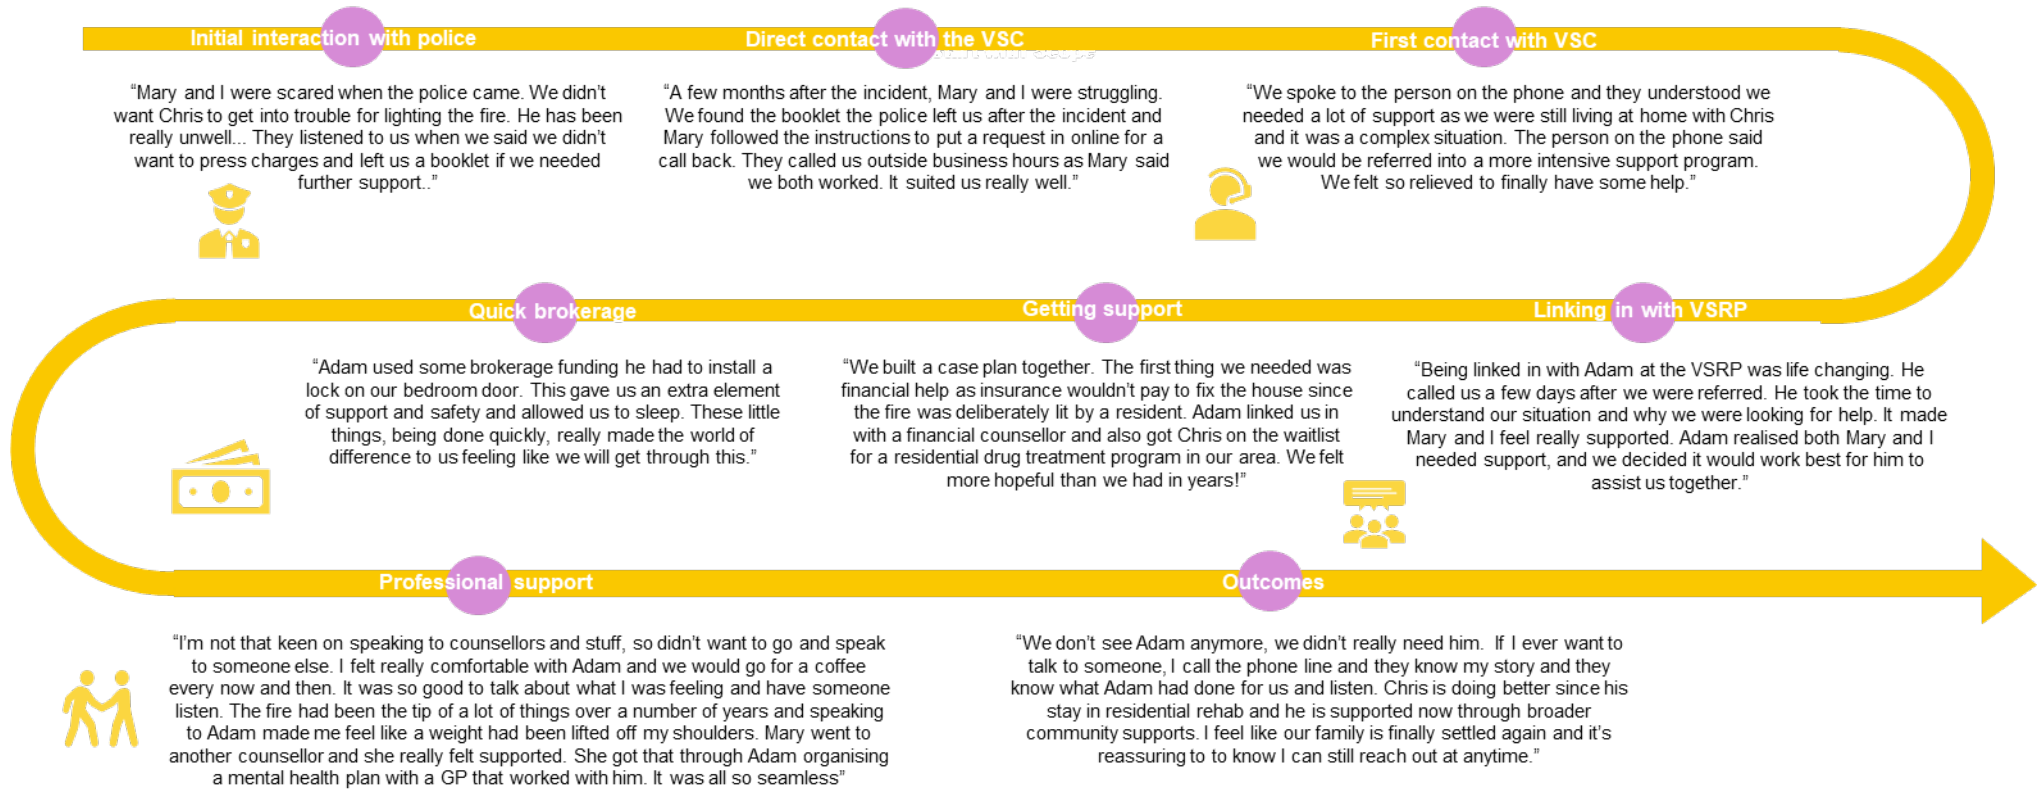 Initial interaction with police
“Mary and I were scared when the police came. We didn’t
want Chris to get into trouble for lighting the fire. He has been
really unwell... They listened to us when we said we didn’t
want to press charges and left us a booklet if we needed
further support..”
Direct contact with the VSC
“A few months after the incident, Mary and I were struggling.
We found the booklet the police left us after the incident and
Mary followed the instructions to put a request in online for a
call back. They called us outside business hours as Mary said
we both worked. It suited us really well.”
First contact with VSC
“We spoke to the person on the phone and they understood we
needed a lot of support as we were still living at home with Chris
and it was a complex situation. The person on the phone said
we would be referred into a more intensive support program.
We felt so relieved to finally have some help.”
Linking in with VSRP
“Being linked in with Adam at the VSRP was life changing. He
called us a few days after we were referred. He took the time to
understand our situation and why we were looking for help. It made
Mary and I feel really supported. Adam realised both Mary and I
needed support, and we decided it would work best for him to
assist us together.”
Getting support
“We built a case plan together. The first thing we needed was
financial help as insurance wouldn’t pay to fix the house since
the fire was deliberately lit by a resident. Adam linked us in
with a financial counsellor and also got Chris on the waitlist
for a residential drug treatment program in our area. We felt
more hopeful than we had in years!”
Quick brokerage
“Adam used some brokerage funding he had to install a
lock on our bedroom door. This gave us an extra element
of support and safety and allowed us to sleep. These little
things, being done quickly, really made the world of
difference to us feeling like we will get through this.”
Professional support
“I’m not that keen on speaking to counsellors and stuff, so didn’t want to go and speak
to someone else. I felt really comfortable with Adam and we would go for a coffee
every now and then. It was so good to talk about what I was feeling and have someone
listen. The fire had been the tip of a lot of things over a number of years and speaking
to Adam made me feel like a weight had been lifted off my shoulders. Mary went to
another counsellor and she really felt supported. She got that through Adam organising
a mental health plan with a GP that worked with him. It was all so seamless”
Outcomes
“We don’t see Adam anymore, we didn’t really need him. If I ever want to
talk to someone, I call the phone line and they know my story and they
know what Adam had done for us and listen. Chris is doing better since his
stay in residential rehab and he is supported now through broader
community supports. I feel like our family is finally settled again and it’s
reassuring to to know I can still reach out at anytime.”